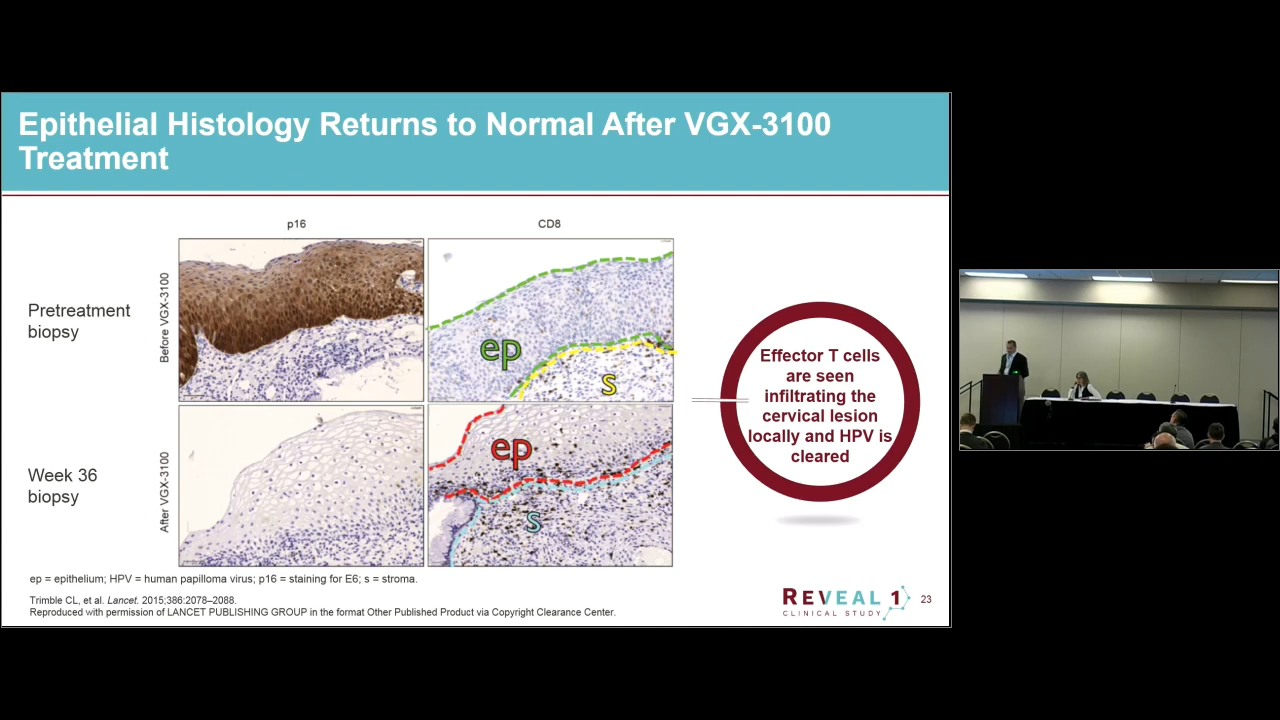 Epithelial Histology Returns to Normal After VGX-3100
Treatment
p16
CD8
Pretreatment
biopsy
Before VGX-3100
ep
s
Week 36
biopsy
After VGX-3100
ep
s
Effector T cells
are seen
infiltrating the
cervical lesion
locally and HPV is
cleared
ep = epithelium; HPV = human papilloma virus; p16 = staining for E6; s = stroma.
Trimble CL, et al. Lancet. 2015;386:2078–2088.
Reproduced with permission of LANCET PUBLISHING GROUP in the format Other Published Product via Copyright Clearance Center.
REVEAL 1
CLINICAL STUDY
23